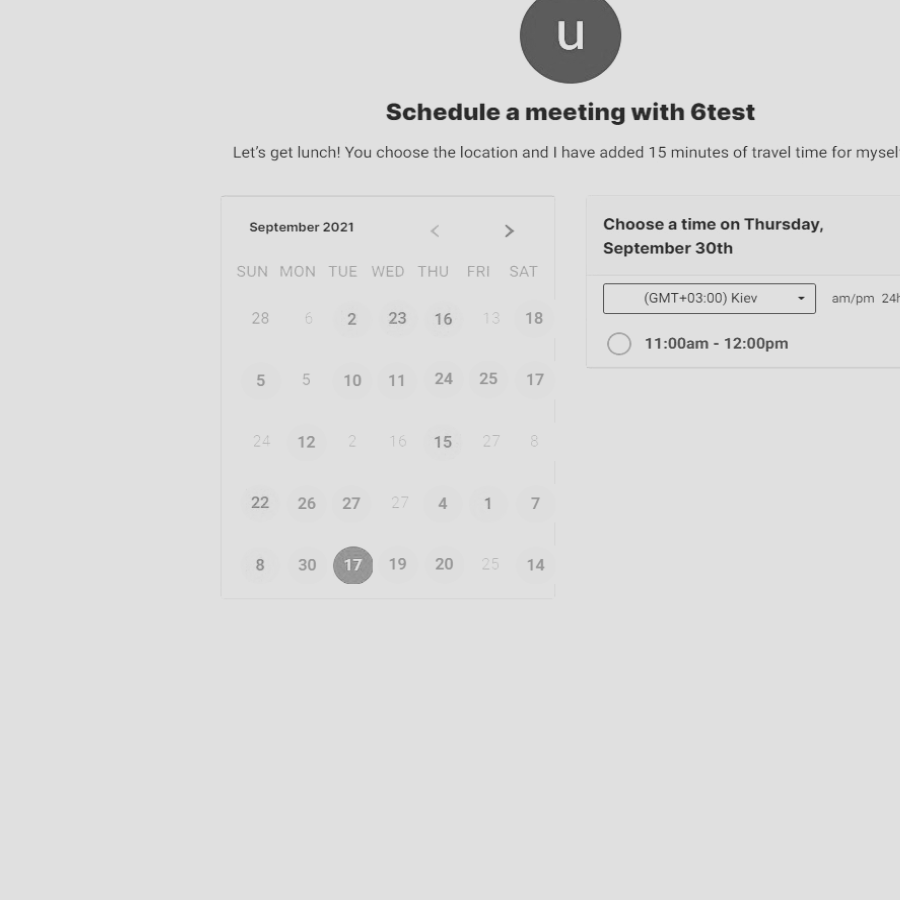 u
Schedule a meeting with 6test
Let's get lunch! You choose the location and I have added 15 minutes of travel time for
September 2021
SUN MON TUE WED THU FRI SAT
28 6 2 23 16 13 18
5 5 10 11 24 25 17
24 12 2 16 15 27 8
22 26 27 27 4 1 7
8 30 17 19 20 25 14
Choose a time on Thursday,
September 30th
(GMT+03:00) Kiev am/pm
11:00am - 12:00pm